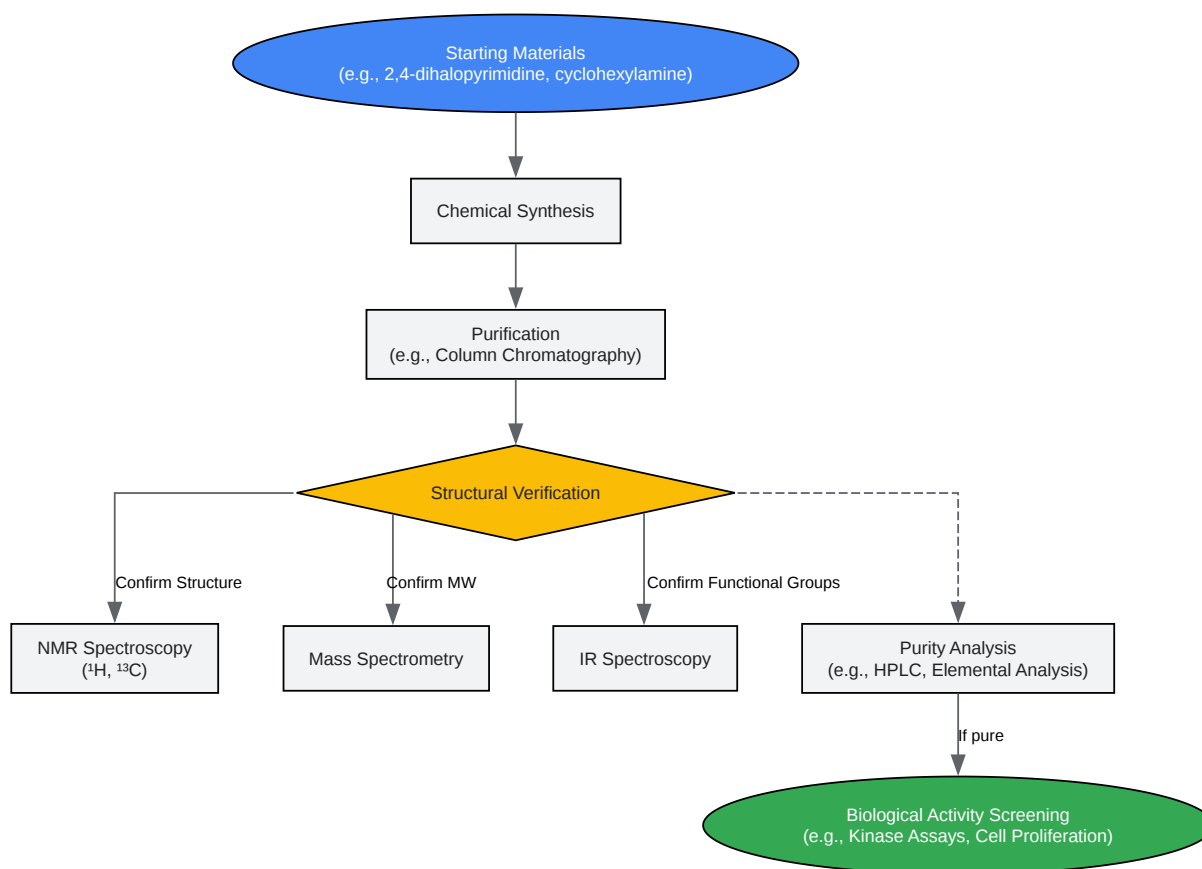 Starting Materials
(e.g., 2,4-dihalopyrimidine, cyclohexylamine)
Chemical Synthesis
Purification
(e.g., Column Chromatography)
Structural Verification
Confirm Structure
Confirm MW
Confirm Functional Groups
NMR Spectroscopy
(¹H, ¹³C)
Mass Spectrometry
IR Spectroscopy
Purity Analysis
(e.g., HPLC, Elemental Analysis)
If pure
Biological Activity Screening
(e.g., Kinase Assays, Cell Proliferation)